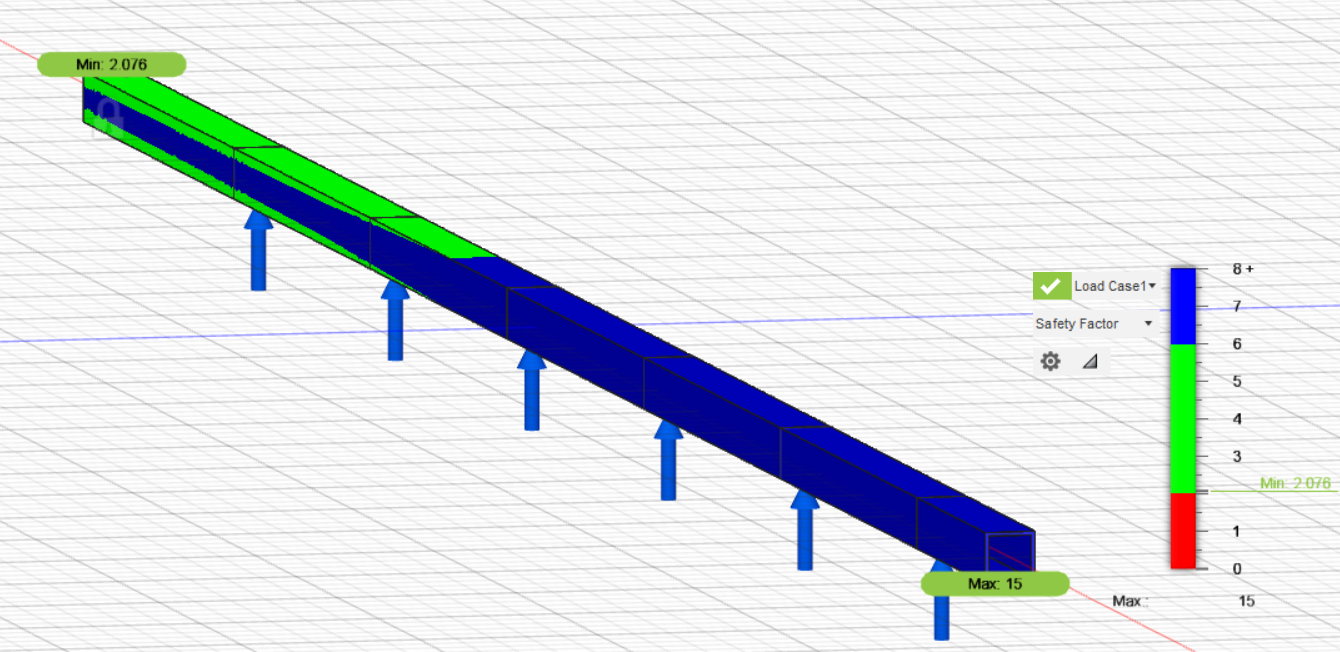 Min: 2.076
Load Case1
Safety Factor
8 +
7
6
5
4
3
Min: 2.076
1
0
Max: 15
Max :
15